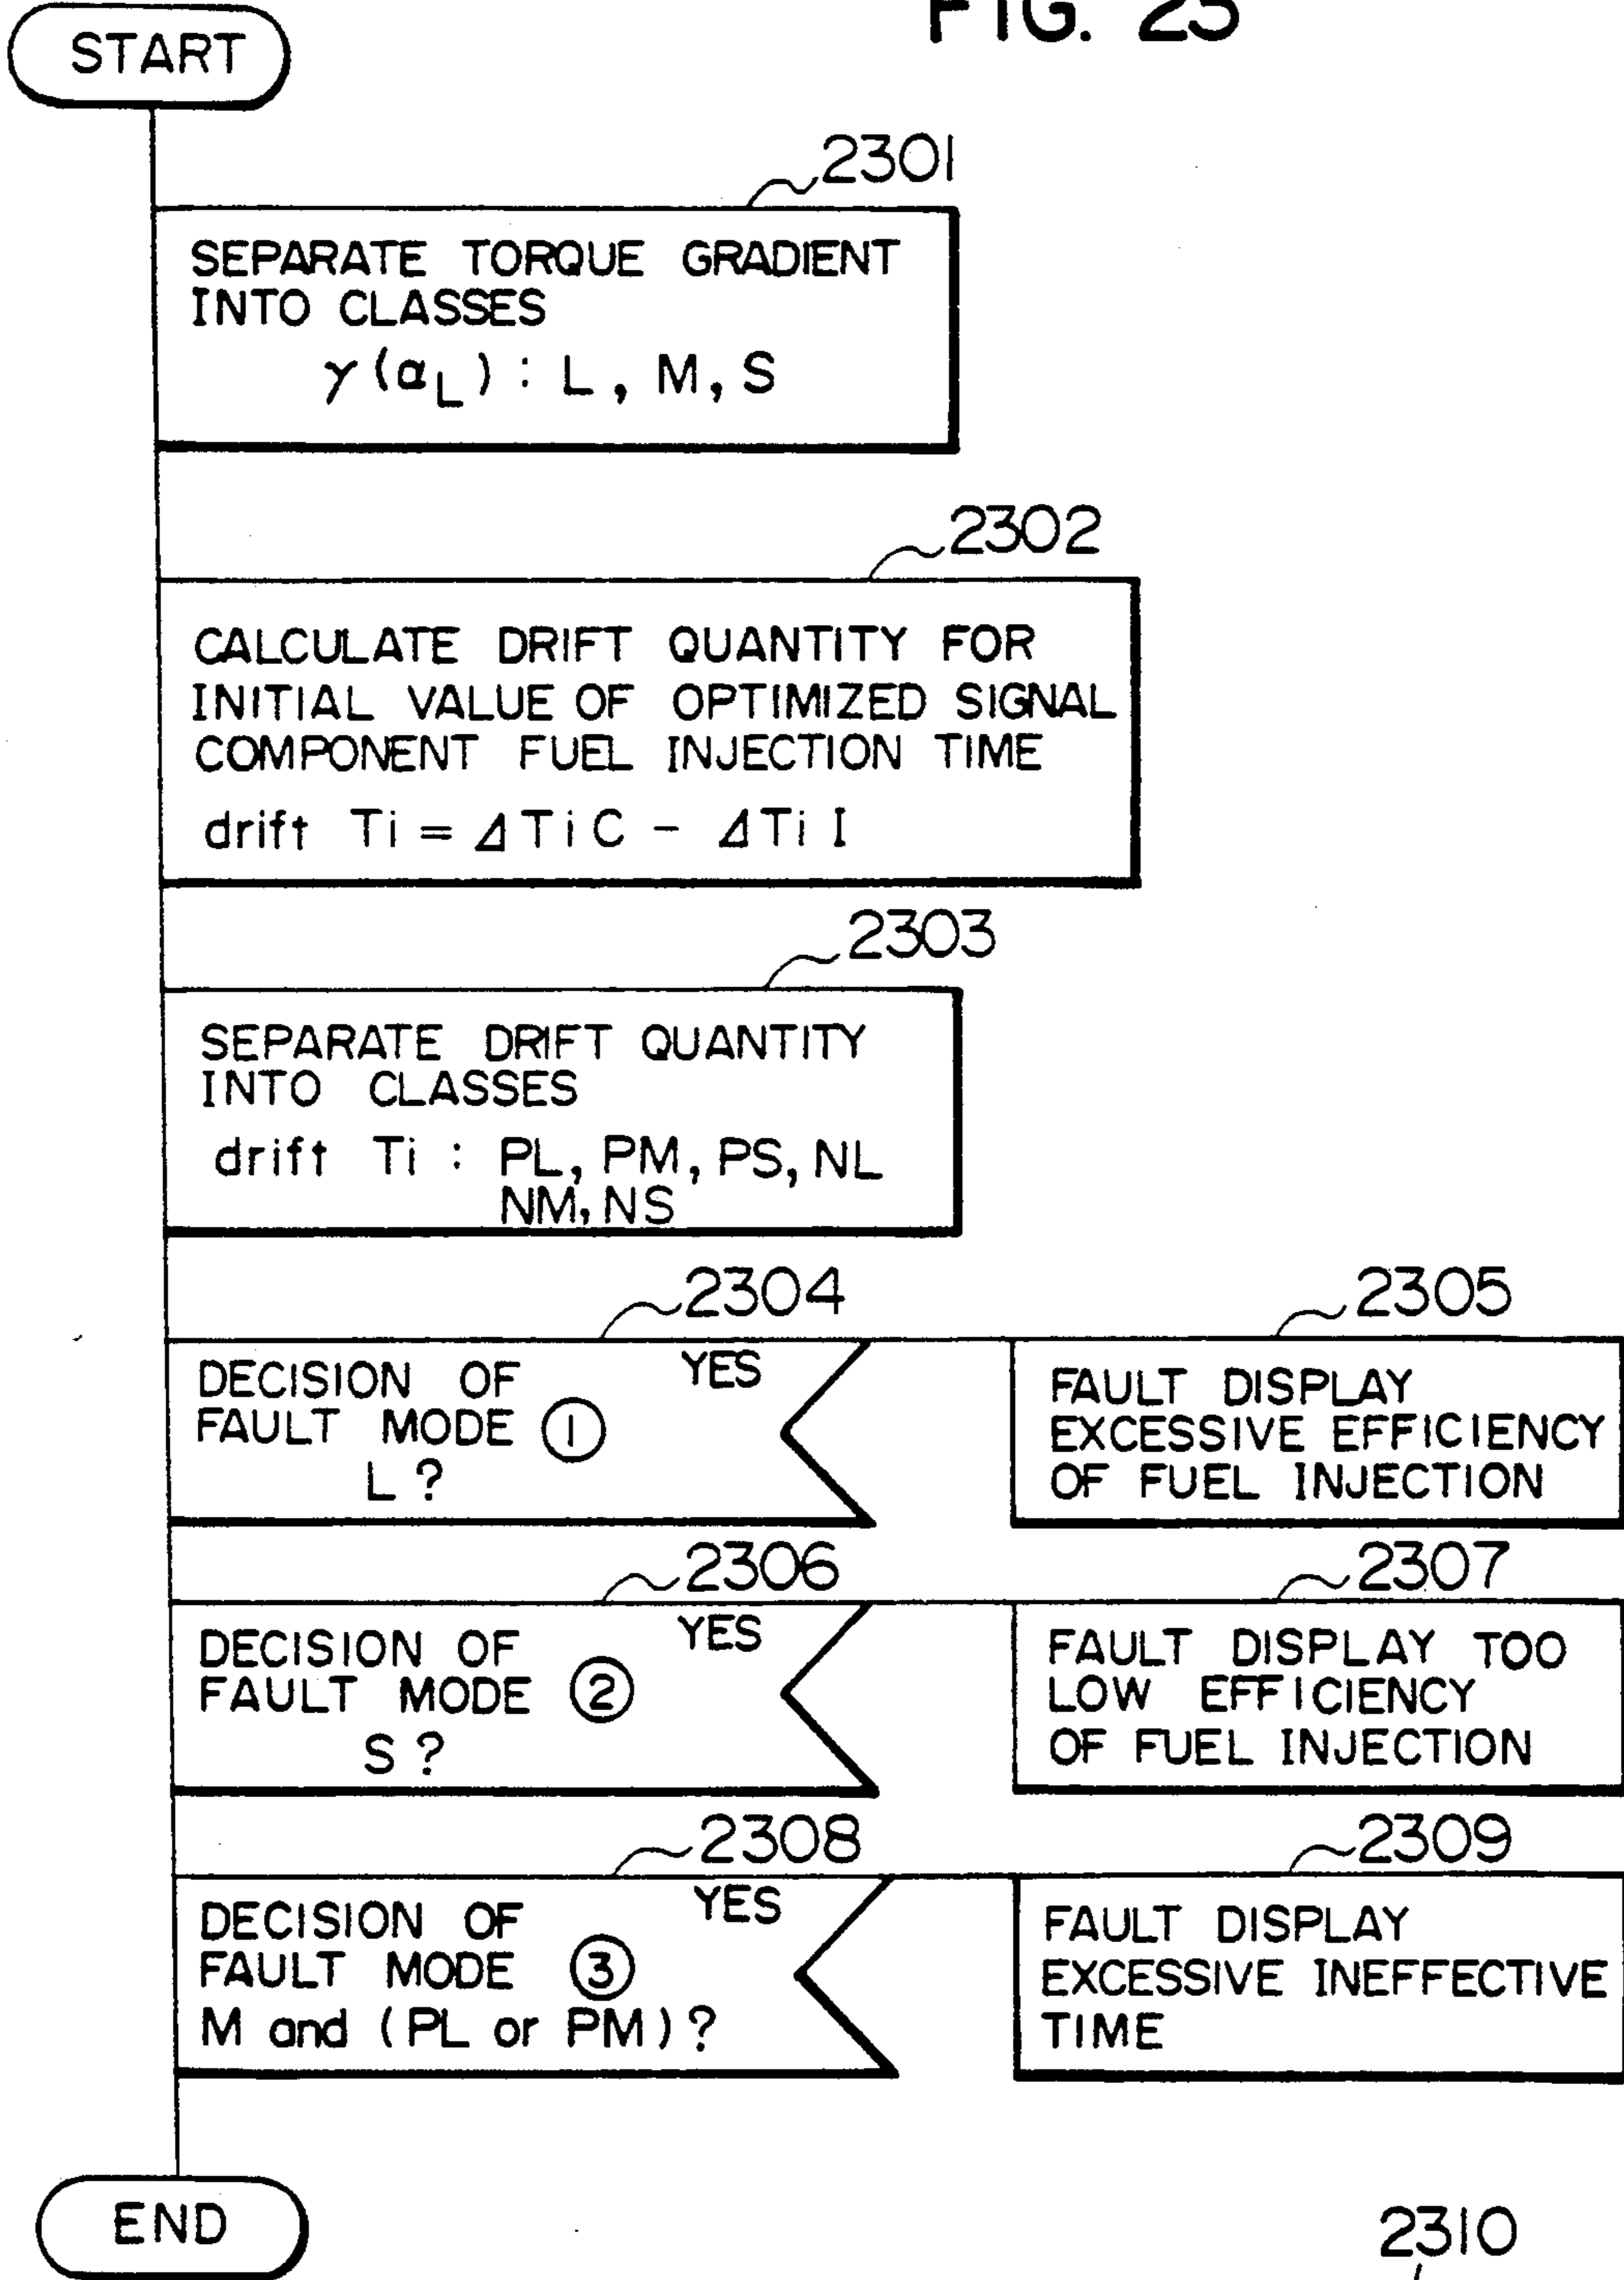 FIG. 23
START
2301
SEPARATE TORQUE GRADIENT
INTO CLASSES
γ(αL) : L, M, S
2302
CALCULATE DRIFT QUANTITY FOR
INITIAL VALUE OF OPTIMIZED SIGNAL
COMPONENT FUEL INJECTION TIME
drift Ti = ΔTiC - ΔTiI
2303
SEPARATE DRIFT QUANTITY
INTO CLASSES
drift Ti : PL, PM, PS, NL
NM, NS
2304
DECISION OF
FAULT MODE ①
L ?
YES
2305
FAULT DISPLAY
EXCESSIVE EFFICIENCY
OF FUEL INJECTION
2306
DECISION OF
FAULT MODE ②
S ?
YES
2307
FAULT DISPLAY TOO
LOW EFFICIENCY
OF FUEL INJECTION
2308
DECISION OF
FAULT MODE ③
M and (PL or PM) ?
YES
2309
FAULT DISPLAY
EXCESSIVE INEFFECTIVE
TIME
END
2310